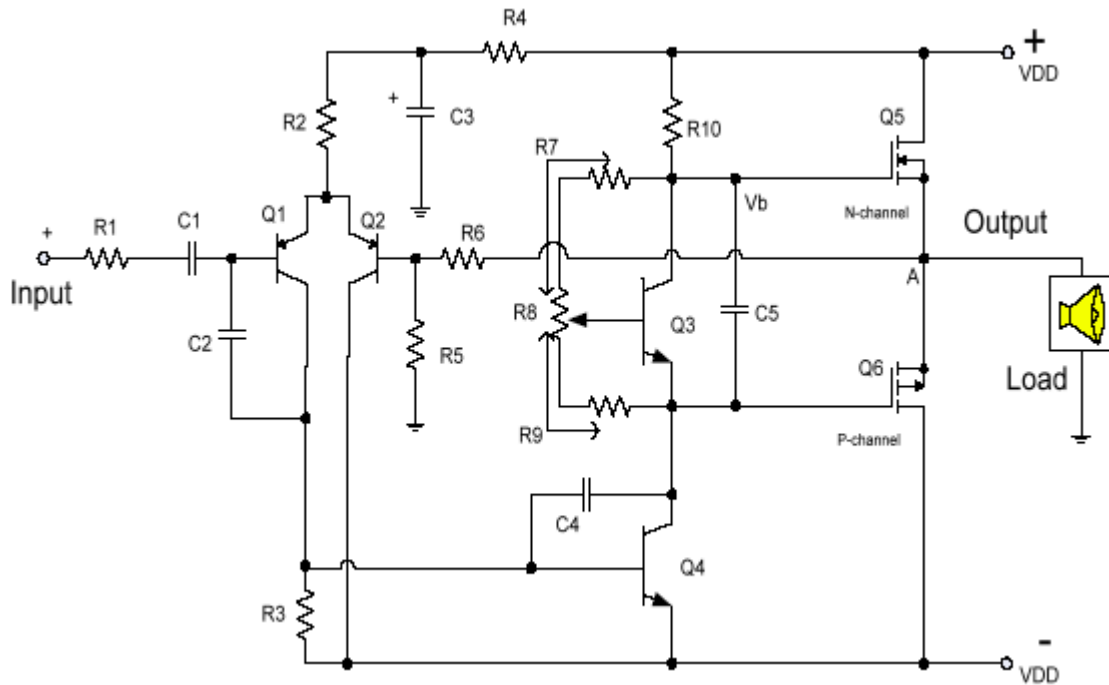 R4
+
VDD
R2
+
C3
R10
Q5
R7
Vb
N-channel
Output
Q1
Q2
C1
R1
+
R6
A
Input
R8
Q3
C5
C2
R5
Q6
Load
R9
P-channel
C4
Q4
R3
-
VDD